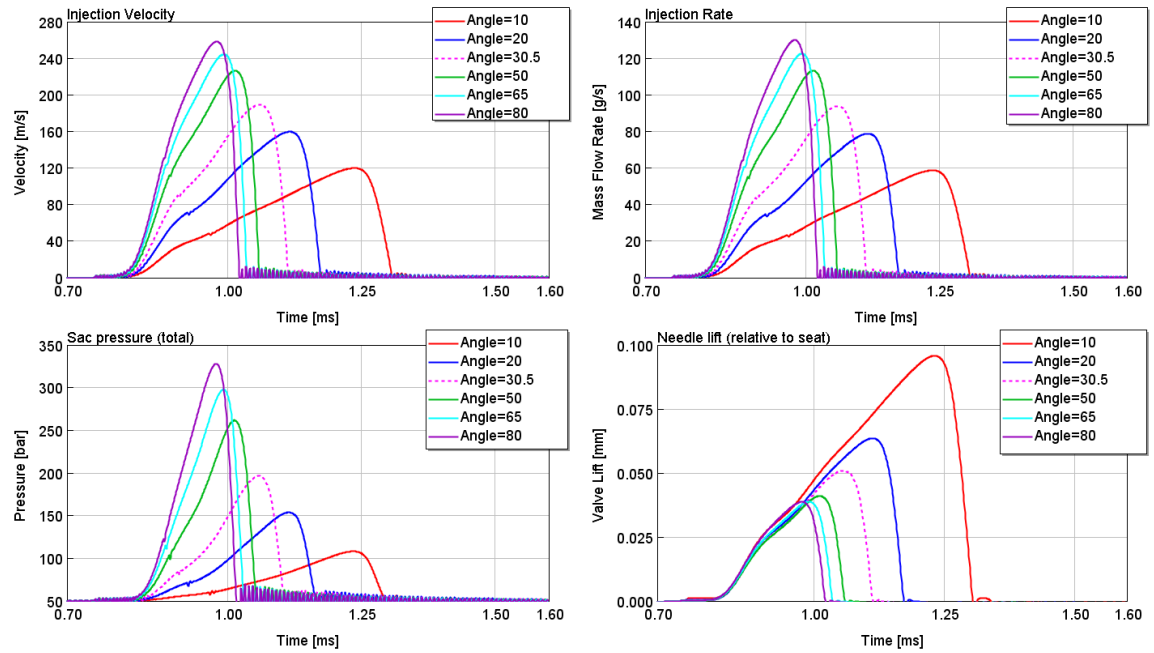 Injection Velocity
280
240
200
160
120
80
40
0
Velocity [m/s]
0.70 1.00 1.25 1.50 1.60
Time [ms]
Angle=10
Angle=20
Angle=30.5
Angle=50
Angle=65
Angle=80
Injection Rate
140
120
100
80
60
40
20
0
Mass Flow Rate [g/s]
0.70 1.00 1.25 1.50 1.60
Time [ms]
Angle=10
Angle=20
Angle=30.5
Angle=50
Angle=65
Angle=80
Sac pressure (total)
350
300
250
200
150
100
50
Pressure [bar]
0.70 1.00 1.25 1.50 1.60
Time [ms]
Angle=10
Angle=20
Angle=30.5
Angle=50
Angle=65
Angle=80
Needle lift (relative to seat)
0.100
0.075
0.050
0.025
0.000
Valve Lift [mm]
0.70 1.00 1.25 1.50 1.60
Time [ms]
Angle=10
Angle=20
Angle=30.5
Angle=50
Angle=65
Angle=80